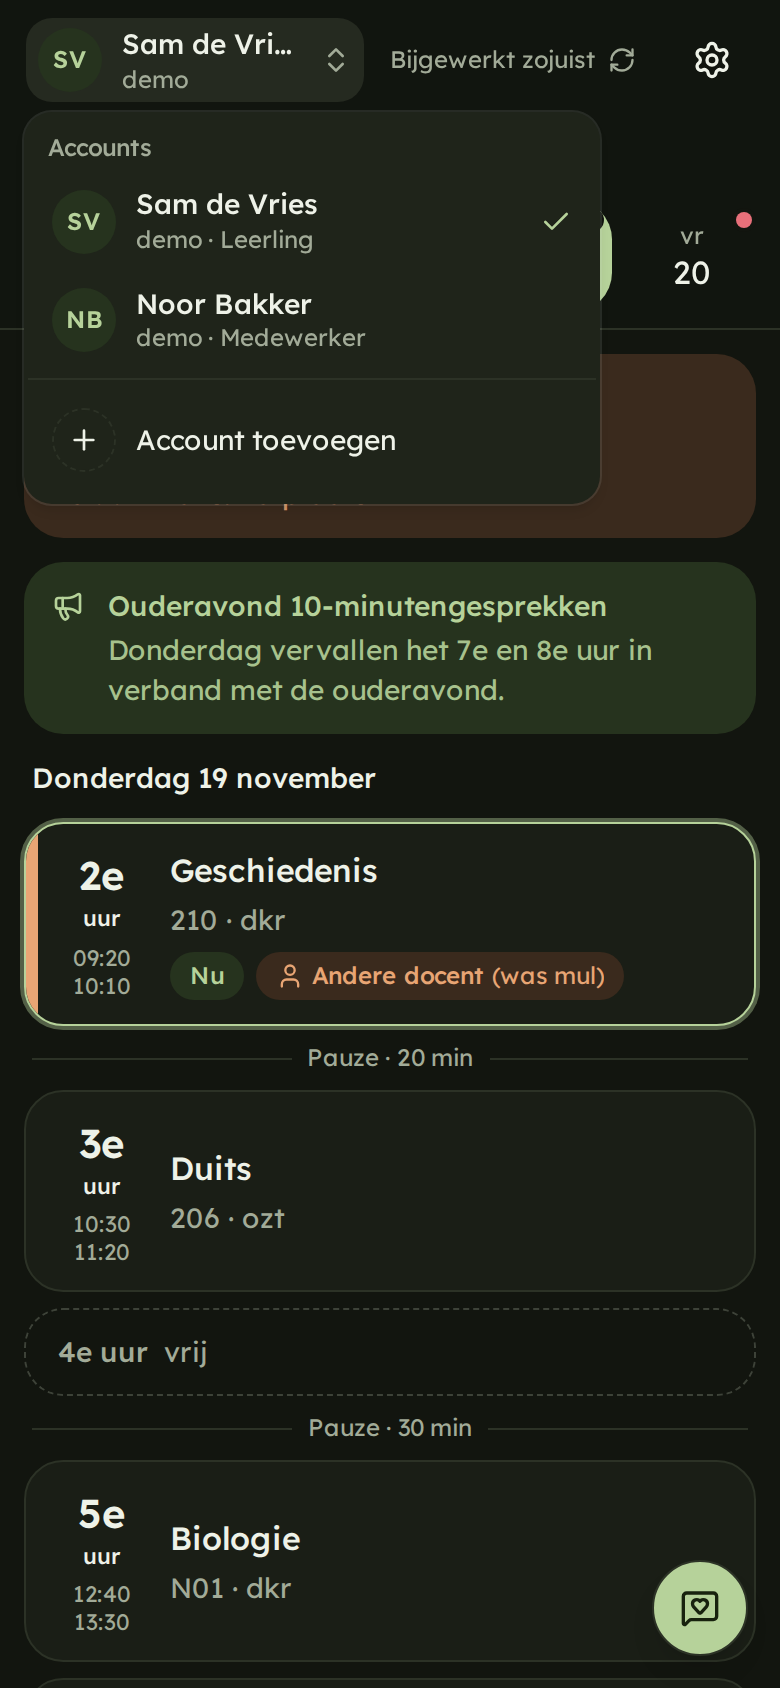 SV
Sam de Vri...
demo
Bijgewerkt zojuist
Accounts
SV
Sam de Vries
demo · Leerling
NB
Noor Bakker
demo · Medewerker
Account toevoegen
vr
20
Ouderavond 10-minutengesprekken
Donderdag vervallen het 7e en 8e uur in
verband met de ouderavond.
Donderdag 19 november
2e
uur
09:20
10:10
Geschiedenis
210 · dkr
Nu
Andere docent (was mul)
Pauze · 20 min
3e
uur
10:30
11:20
Duits
206 · ozt
4e uur vrij
Pauze · 30 min
5e
uur
12:40
13:30
Biologie
N01 · dkr